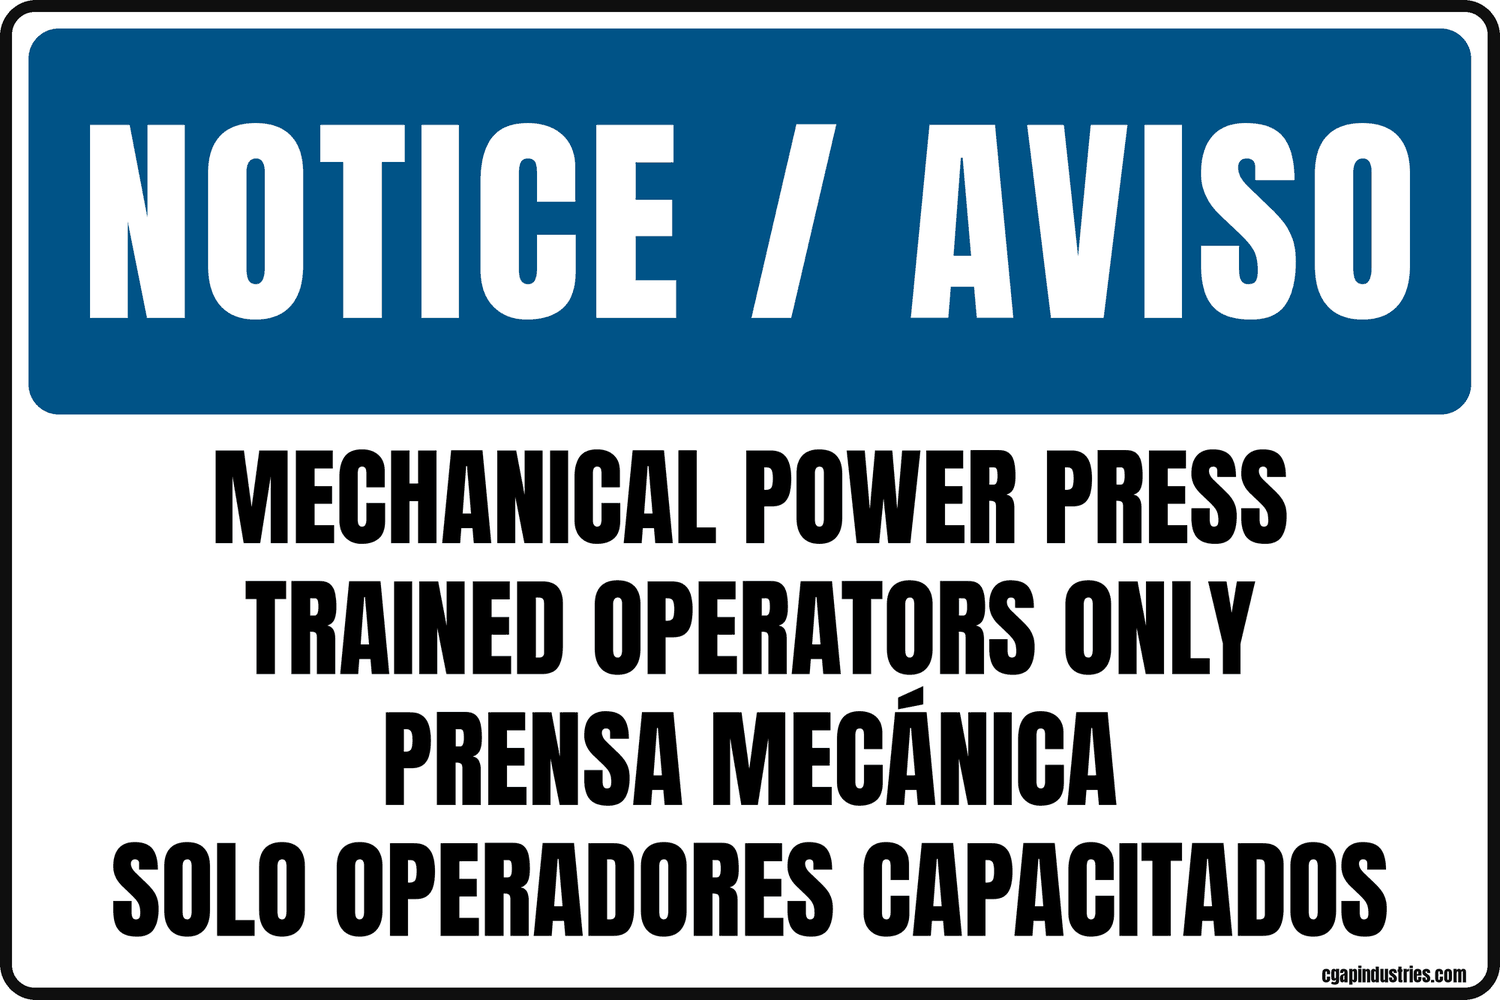 NOTICE / AVISO
MECHANICAL POWER PRESS
TRAINED OPERATORS ONLY
PRENSA MECÁNICA
SOLO OPERADORES CAPACITADOS
cgapindustries.com